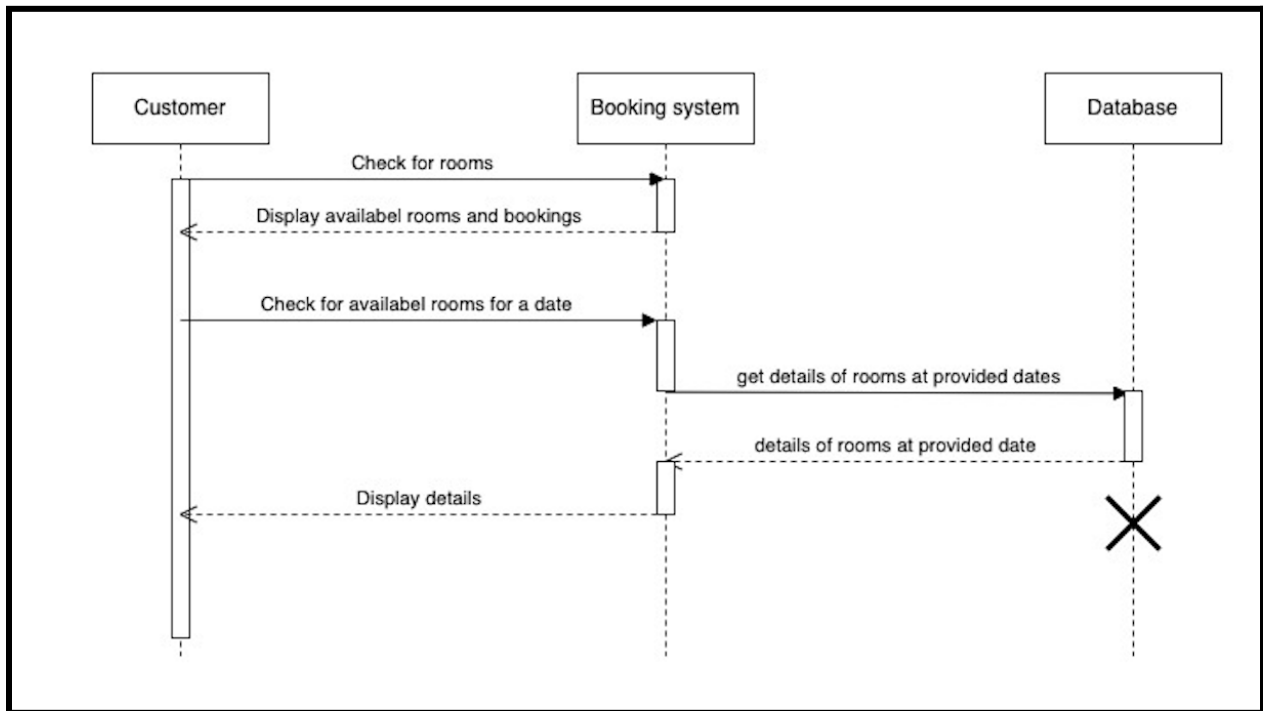 Customer
Booking system
Database
Check for rooms
Display availabel rooms and bookings
Check for availabel rooms for a date
get details of rooms at provided dates
details of rooms at provided date
Display details